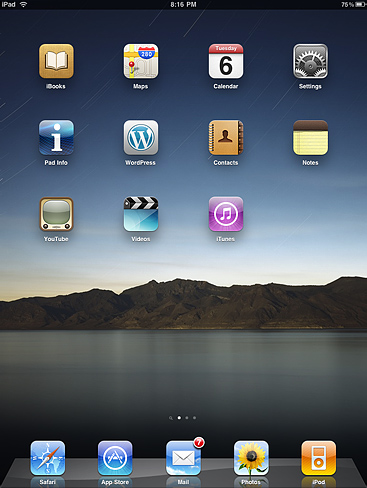 iPad 8:16 PM 75%
280
Tuesday
6
iBooks Maps Calendar Settings
i W
Pad Info WordPress Contacts Notes
YouTube Videos iTunes
7
Safari App Store Mail Photos iPod